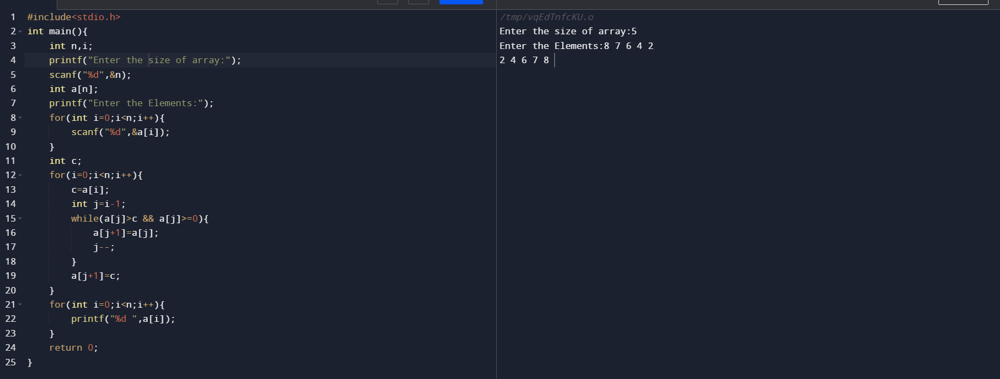 1 #include<stdio.h>
2 int main(){
3 int n,i;
4 printf("Enter the size of array:");
5 scanf("%d",&n);
6 int a[n];
7 printf("Enter the Elements:");
8 for(int i=0;i<n;i++){
9 scanf("%d",&a[i]);
10 }
11 int c;
12 for(i=0;i<n;i++){
13 c=a[i];
14 int j=i-1;
15 while(a[j]>c && a[j]>=0){
16 a[j+1]=a[j];
17 j--;
18 }
19 a[j+1]=c;
20 }
21 for(int i=0;i<n;i++){
22 printf("%d ",a[i]);
23 }
24 return 0;
25 }
/tmp/vqEdTnfcKU.o
Enter the size of array:5
Enter the Elements:8 7 6 4 2
2 4 6 7 8